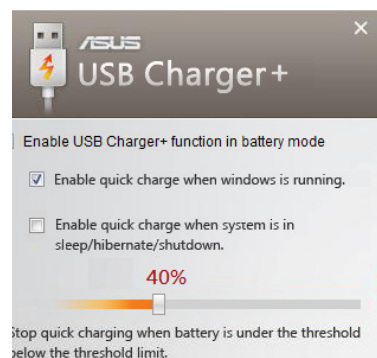 ASUS
USB Charger+
Enable USB Charger+ function in battery mode
Enable quick charge when windows is running.
Enable quick charge when system is in
sleep/hibernate/shutdown.
40%
Stop quick charging when battery is under the threshold
below the threshold limit.